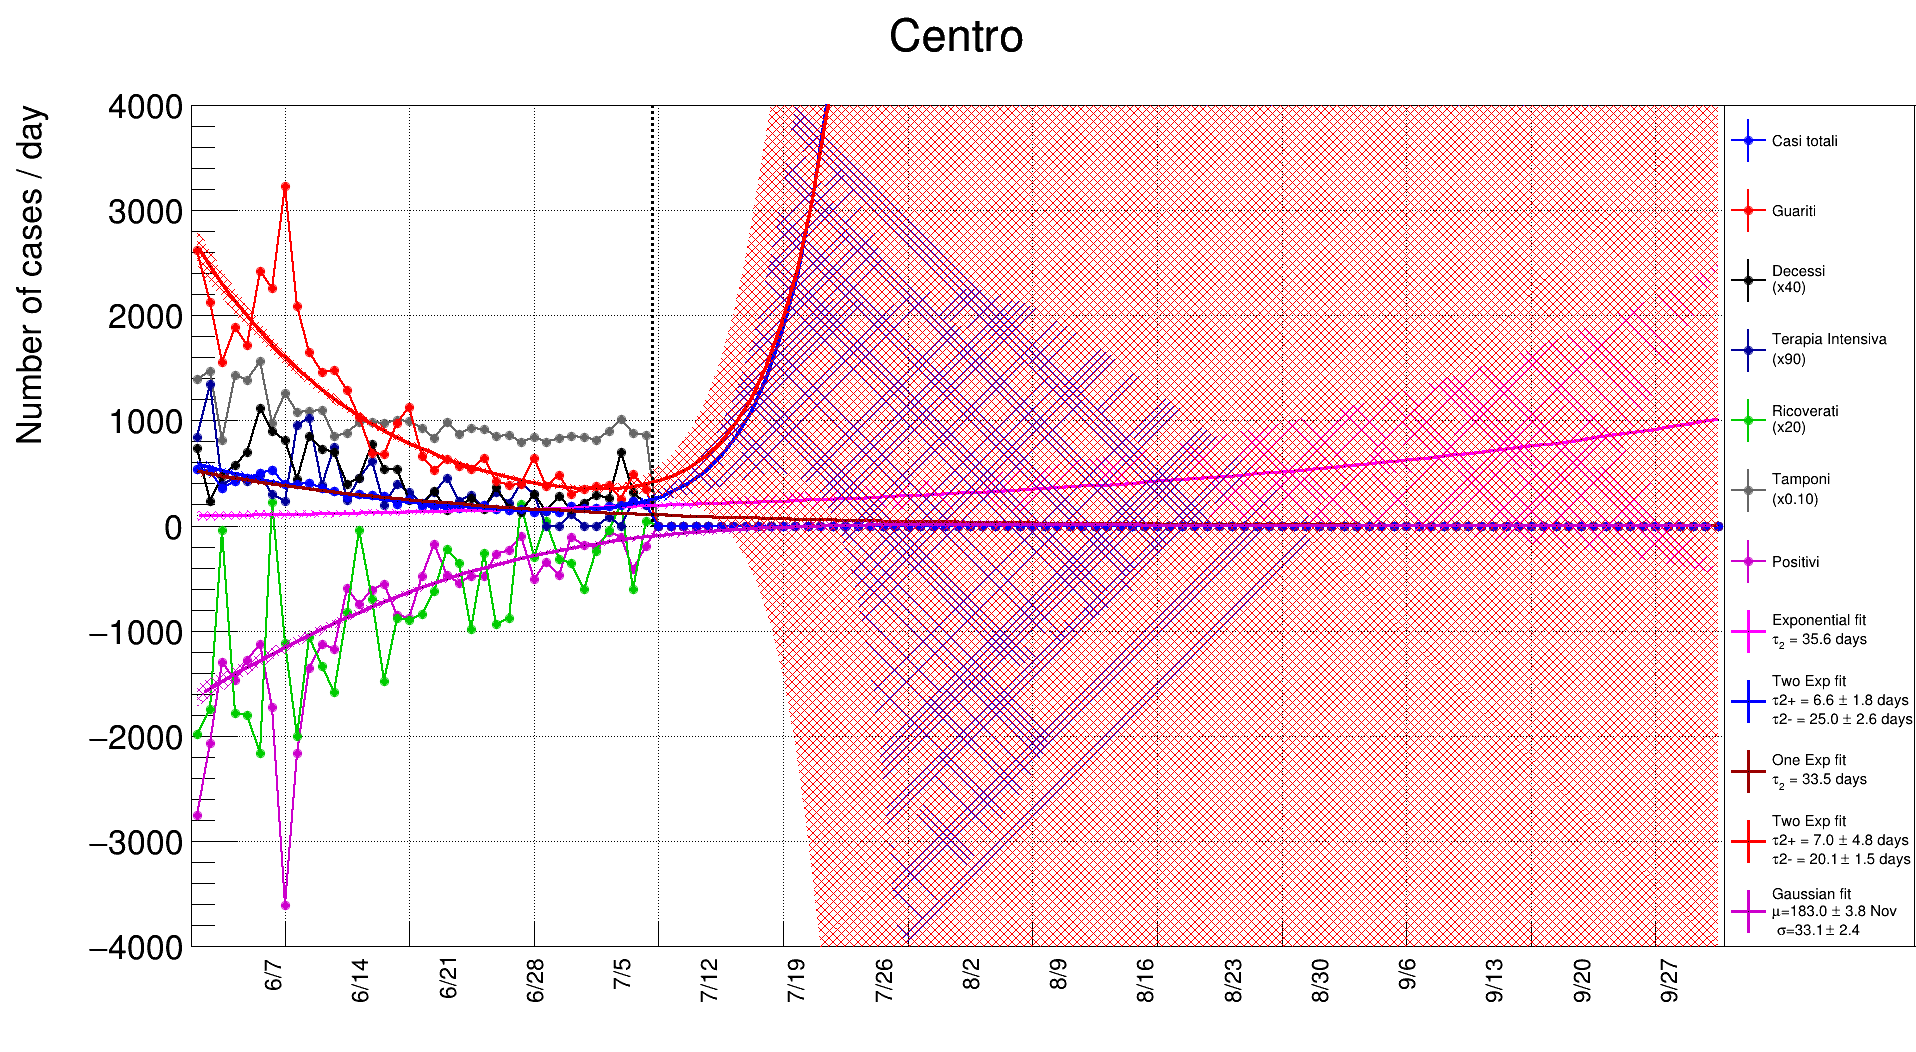 Centro
Number of cases / day
4000
3000
2000
1000
0
−1000
−2000
−3000
−4000
6/7
6/14
6/21
6/28
7/5
7/12
7/19
7/26
8/2
8/9
8/16
8/23
8/30
9/6
9/13
9/20
9/27
Casi totali
Guariti
Decessi
(x40)
Terapia Intensiva
(x90)
Ricoverati
(x20)
Tamponi
(x0.10)
Positivi
Exponential fit
τ2 = 35.6 days
Two Exp fit
τ2+ = 6.6 ± 1.8 days
τ2- = 25.0 ± 2.6 days
One Exp fit
τ2 = 33.5 days
Two Exp fit
τ2+ = 7.0 ± 4.8 days
τ2- = 20.1 ± 1.5 days
Gaussian fit
μ=183.0 ± 3.8 Nov
σ=33.1± 2.4